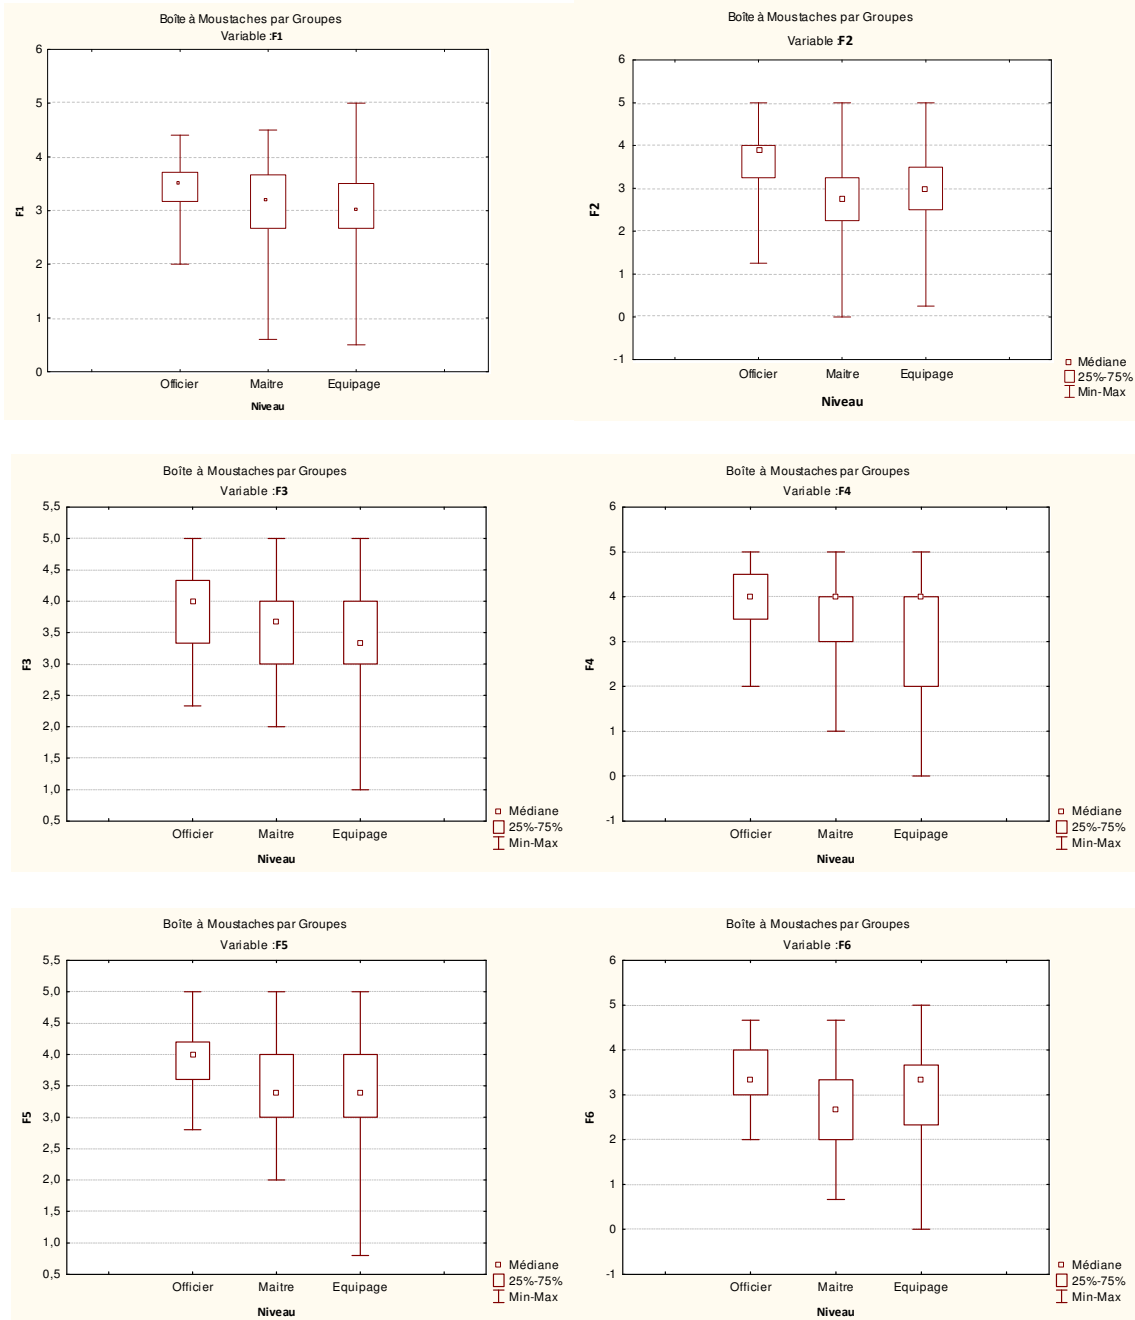 Boîte à Moustaches par Groupes
Variable :F1
6
5
4
3
2
1
0
F1
Officier Maitre Equipage
Niveau
Boîte à Moustaches par Groupes
Variable :F2
6
5
4
3
2
1
0
-1
F2
Officier Maitre Equipage
Niveau
Médiane
25%-75%
Min-Max
Boîte à Moustaches par Groupes
Variable :F3
5,5
5,0
4,5
4,0
3,5
3,0
2,5
2,0
1,5
1,0
0,5
F3
Officier Maitre Equipage
Niveau
Médiane
25%-75%
Min-Max
Boîte à Moustaches par Groupes
Variable :F4
6
5
4
3
2
1
0
-1
F4
Officier Maitre Equipage
Niveau
Médiane
25%-75%
Min-Max
Boîte à Moustaches par Groupes
Variable :F5
5,5
5,0
4,5
4,0
3,5
3,0
2,5
2,0
1,5
1,0
0,5
F5
Officier Maitre Equipage
Niveau
Médiane
25%-75%
Min-Max
Boîte à Moustaches par Groupes
Variable :F6
6
5
4
3
2
1
0
-1
F6
Officier Maitre Equipage
Niveau
Médiane
25%-75%
Min-Max